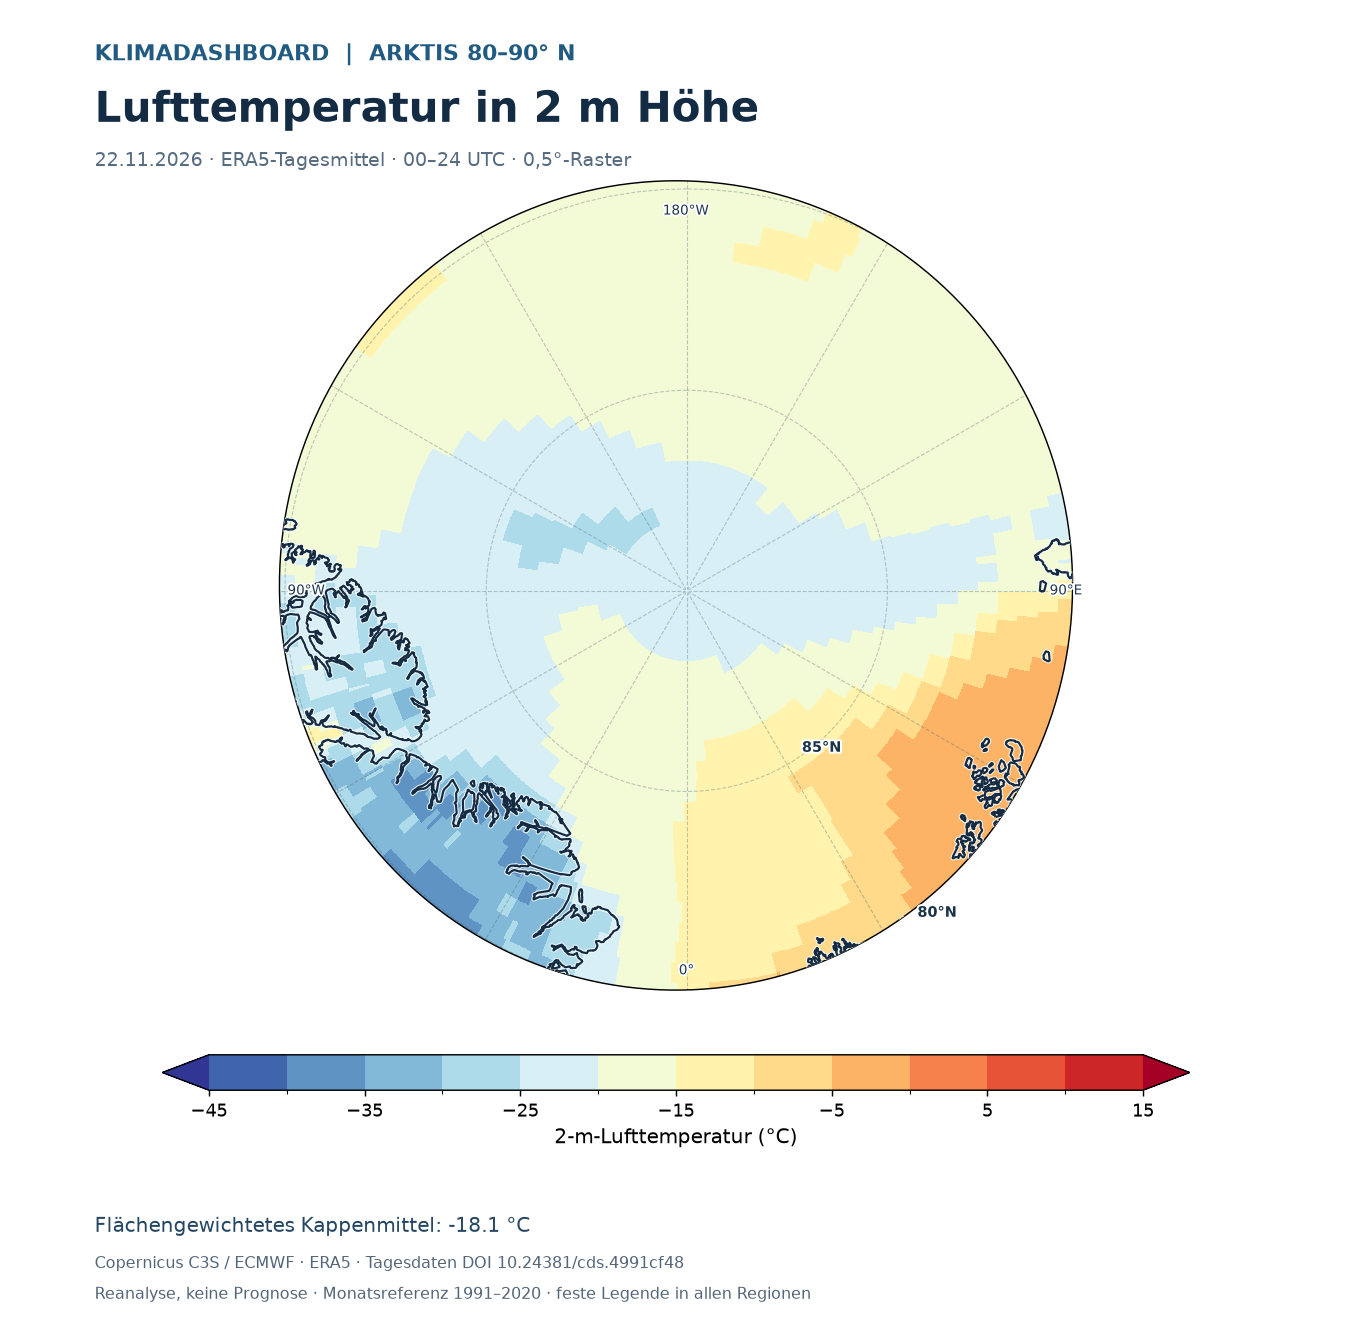 KLIMADASHBOARD | ARKTIS 80–90° N
Lufttemperatur in 2 m Höhe
22.11.2026 · ERA5-Tagesmittel · 00–24 UTC · 0,5°-Raster
180°W
90°W
90°E
85°N
80°N
0°
−45 −35 −25 −15 −5 5 15
2-m-Lufttemperatur (°C)
Flächengewichtetes Kappenmittel: -18.1 °C
Copernicus C3S / ECMWF · ERA5 · Tagesdaten DOI 10.24381/cds.4991cf48
Reanalyse, keine Prognose · Monatsreferenz 1991–2020 · feste Legende in allen Regionen